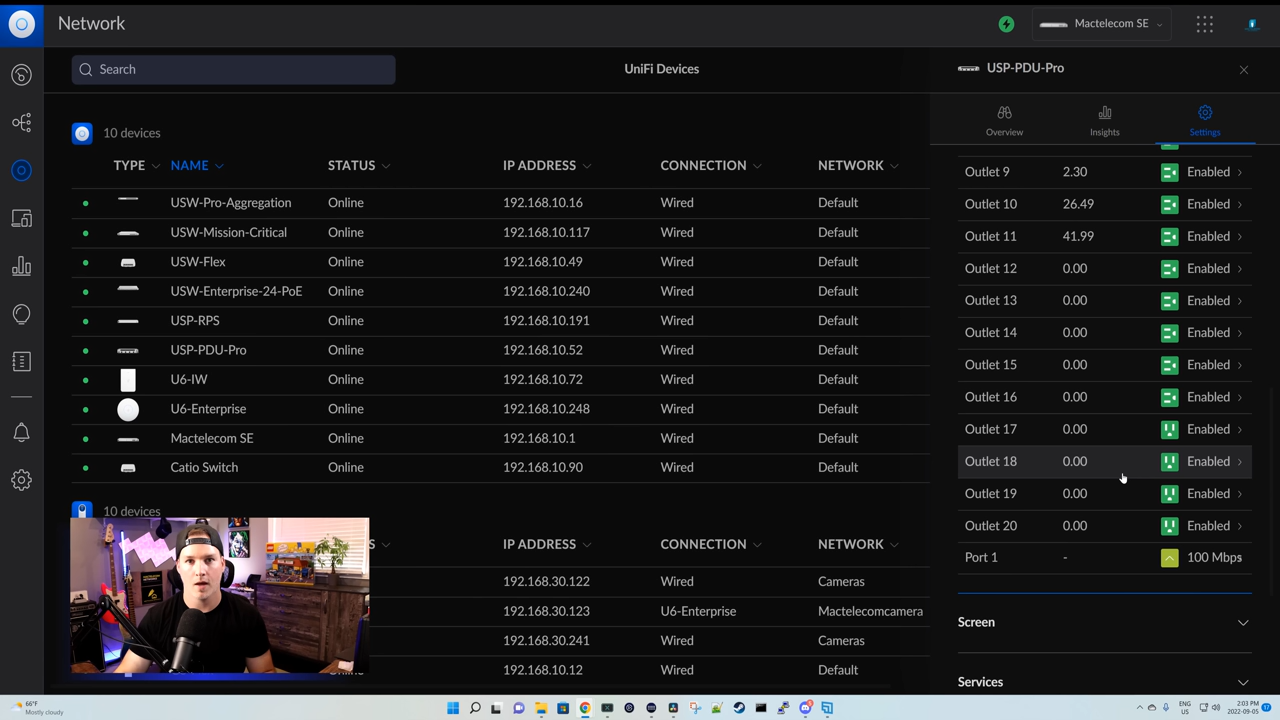 Network
Mactelecom SE
Search
UniFi Devices
USP-PDU-Pro
Overview
Insights
Settings
10 devices
TYPE NAME STATUS IP ADDRESS CONNECTION NETWORK
USW-Pro-Aggregation Online 192.168.10.16 Wired Default
USW-Mission-Critical Online 192.168.10.117 Wired Default
USW-Flex Online 192.168.10.49 Wired Default
USW-Enterprise-24-PoE Online 192.168.10.240 Wired Default
USP-RPS Online 192.168.10.191 Wired Default
USP-PDU-Pro Online 192.168.10.52 Wired Default
U6-IW Online 192.168.10.72 Wired Default
U6-Enterprise Online 192.168.10.248 Wired Default
Mactelecom SE Online 192.168.10.1 Wired Default
Catio Switch Online 192.168.10.90 Wired Default
10 devices
IP ADDRESS CONNECTION NETWORK
192.168.30.122 Wired Cameras
192.168.30.123 U6-Enterprise Mactelecomcamera
192.168.30.241 Wired Cameras
192.168.10.12 Wired Default
Outlet 9 2.30 Enabled
Outlet 10 26.49 Enabled
Outlet 11 41.99 Enabled
Outlet 12 0.00 Enabled
Outlet 13 0.00 Enabled
Outlet 14 0.00 Enabled
Outlet 15 0.00 Enabled
Outlet 16 0.00 Enabled
Outlet 17 0.00 Enabled
Outlet 18 0.00 Enabled
Outlet 19 0.00 Enabled
Outlet 20 0.00 Enabled
Port 1 - 100 Mbps
Screen
Services
66°F
Mostly cloudy
ENG
US
2:03 PM
2022-09-05